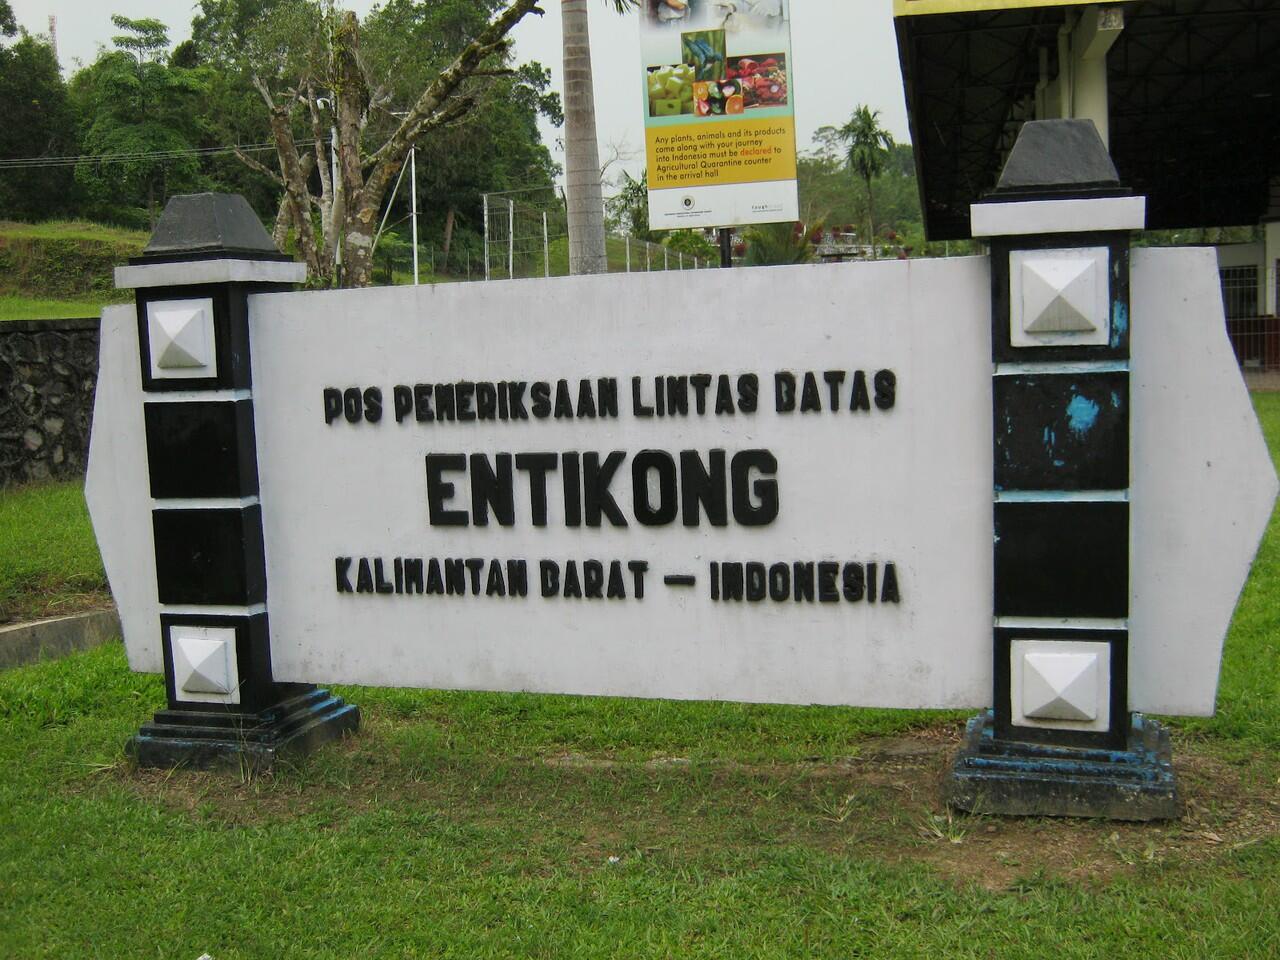 Any plants, animals and its products
come along with your journey
into Indonesia must be declared to
Agricultural Quarantine counter
in the arrival hall
POS PEMERIKSAAN LINTAS BATAS
ENTIKONG
KALIMANTAN BARAT — INDONESIA